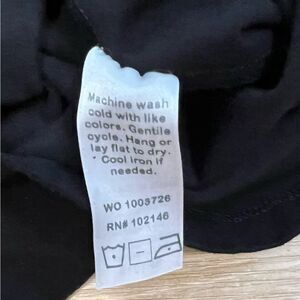 Machine wash
cold with like
colors. Gentile
cycle. Hang or
lay flat to dry.
• Cool iron if
needed.
WO 1008726
RN# 102146